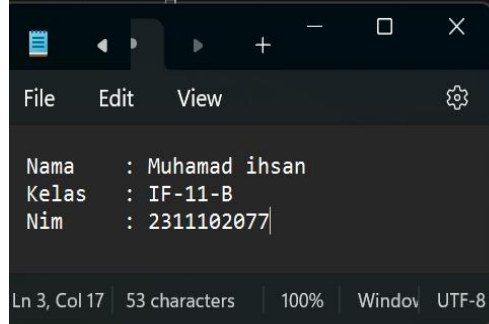 File Edit View
Nama : Muhamad ihsan
Kelas : IF-11-B
Nim : 2311102077
Ln 3, Col 17 53 characters 100% Window UTF-8